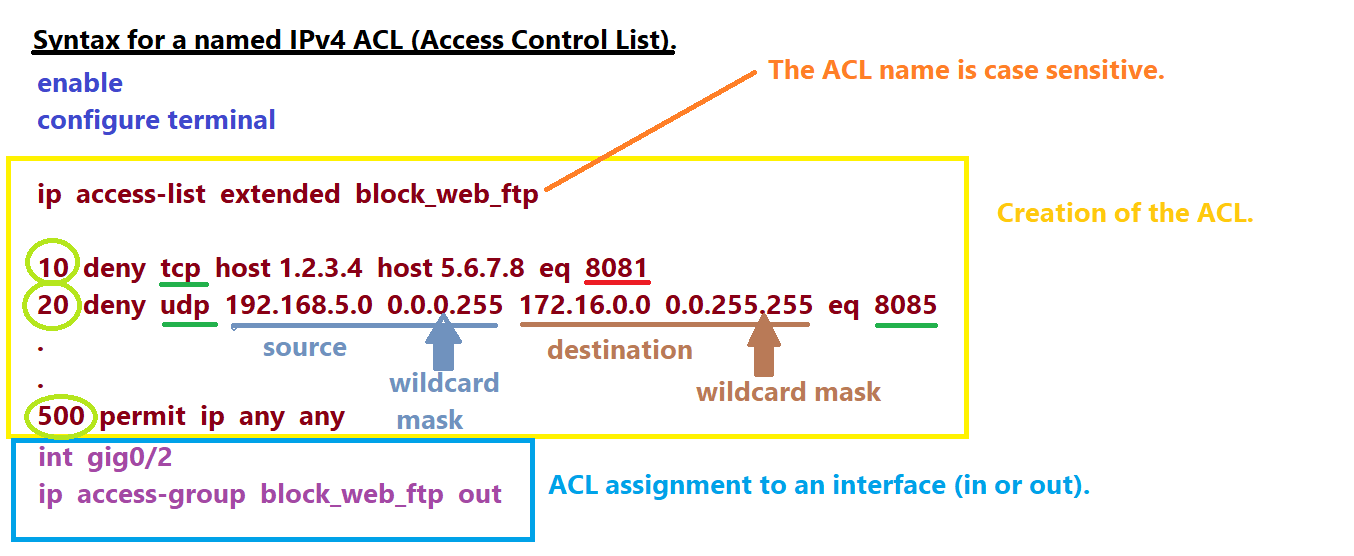 Syntax for a named IPv4 ACL (Access Control List).
enable
The ACL name is case sensitive.
configure terminal
ip access-list extended block_web_ftp
Creation of the ACL.
10 deny tcp host 1.2.3.4 host 5.6.7.8 eq 8081
20 deny udp 192.168.5.0 0.0.0.255 172.16.0.0 0.0.255.255 eq 8085
source
destination
.
wildcard
mask
wildcard mask
.
500 permit ip any any
int gig0/2
ip access-group block_web_ftp out
ACL assignment to an interface (in or out).